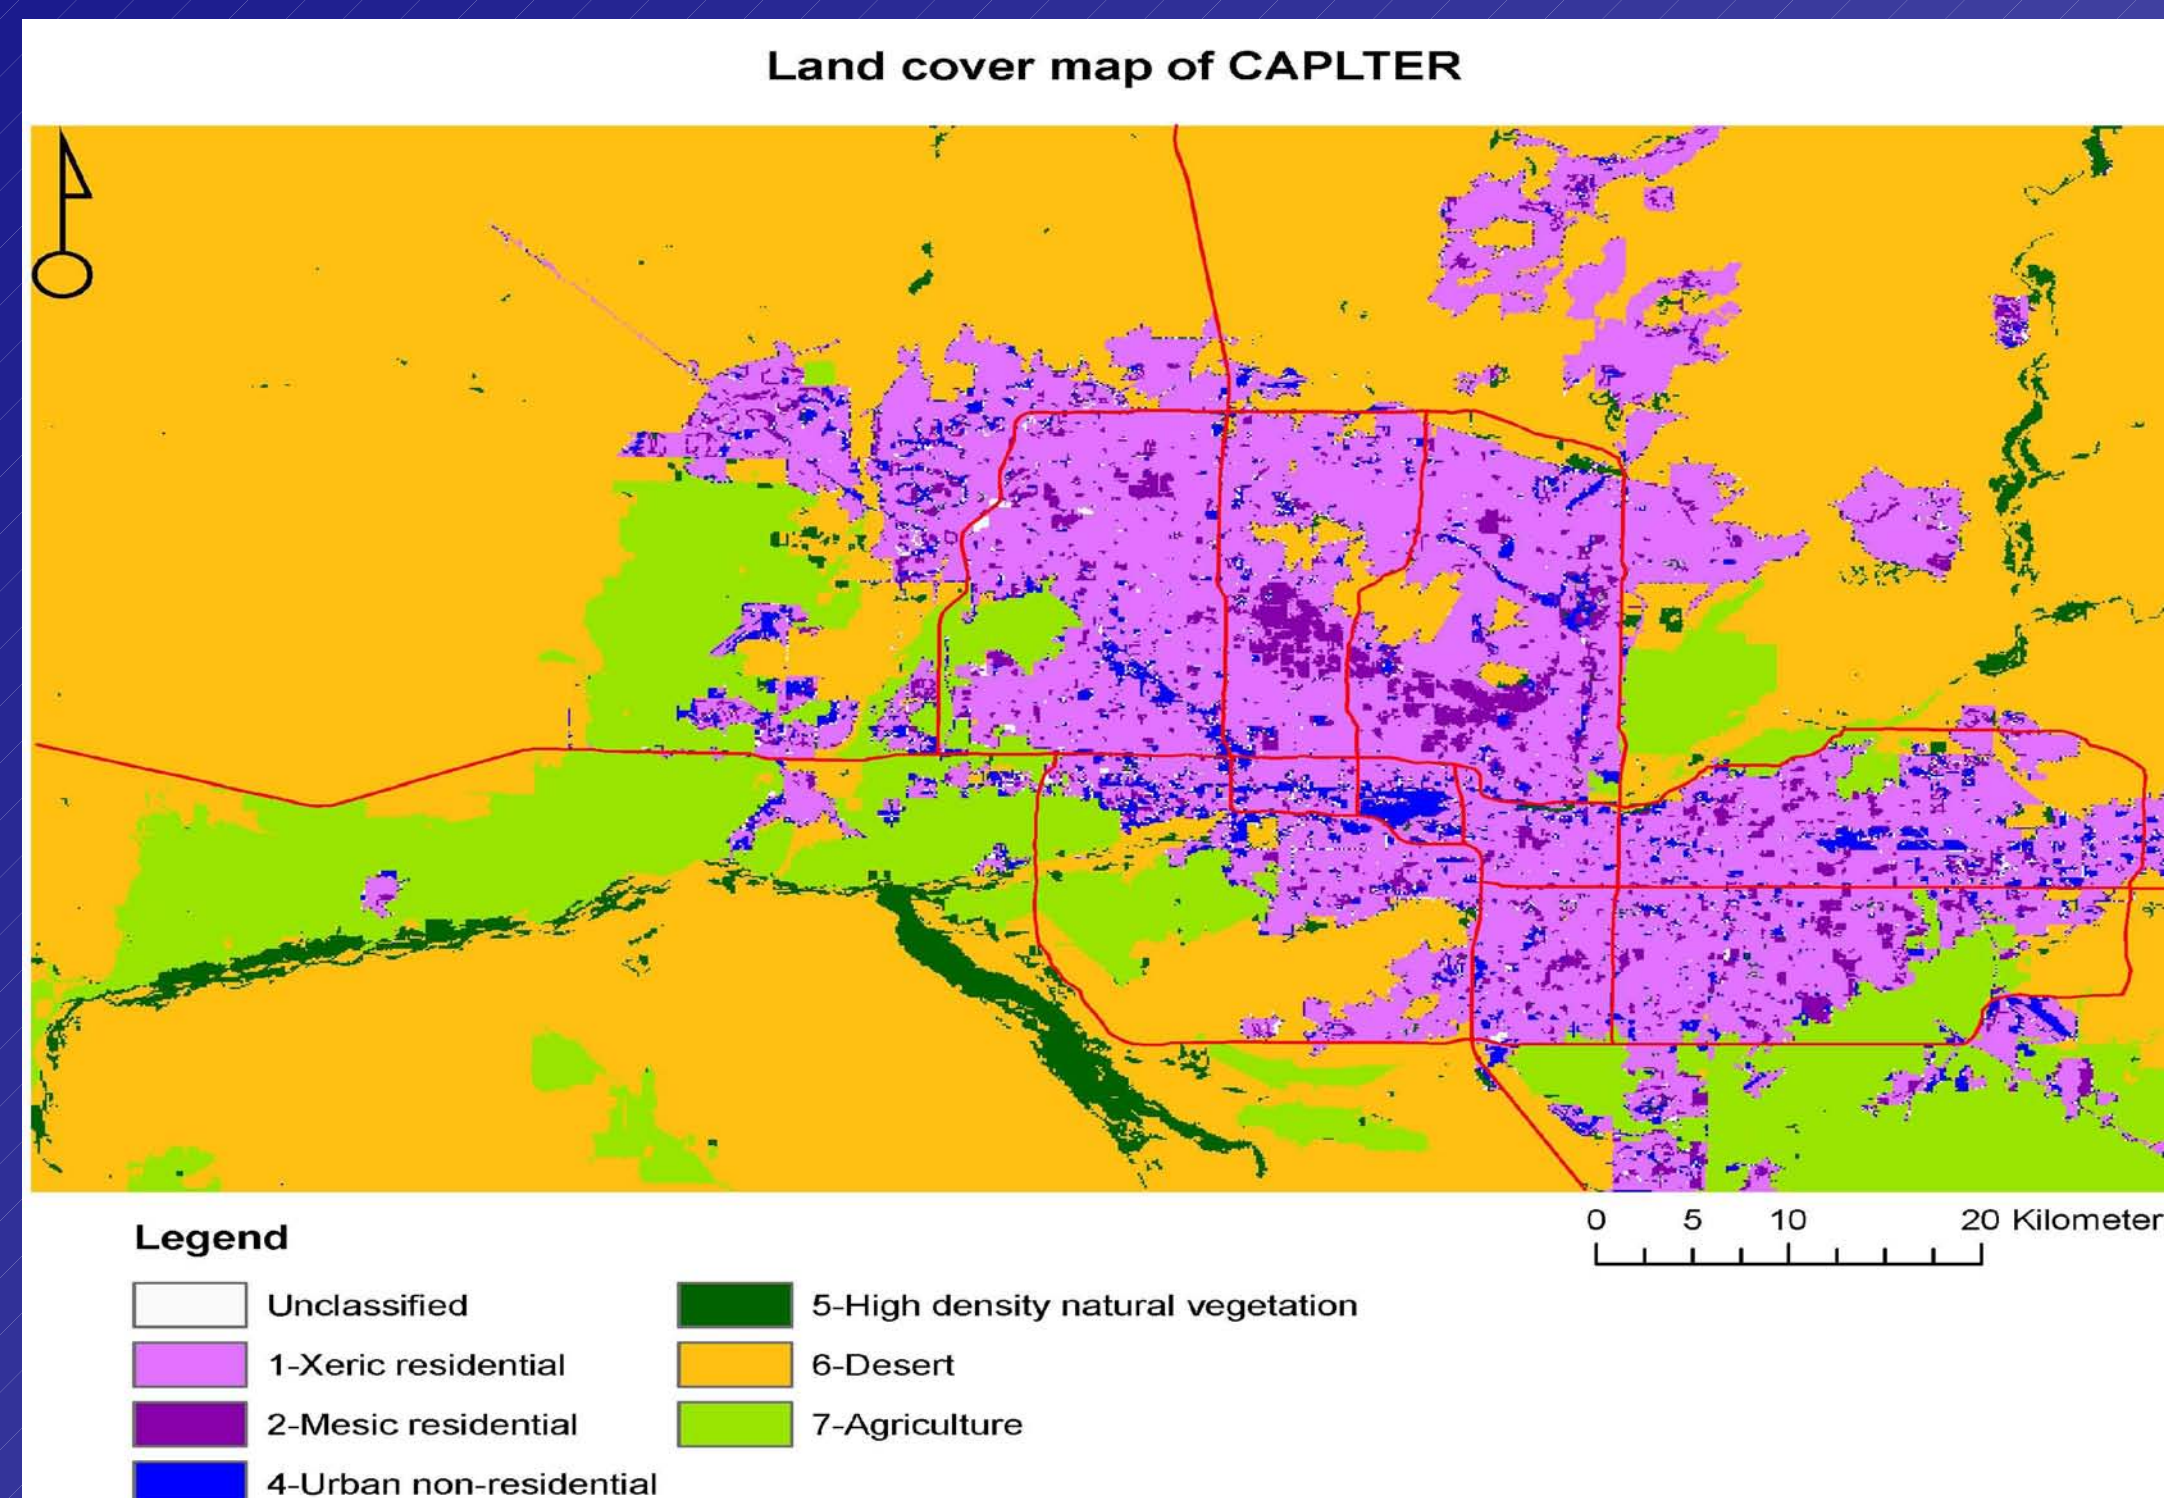 Land cover map of CAPLTER
0 5 10 20 Kilometer
Legend
Unclassified
1-Xeric residential
2-Mesic residential
4-Urban non-residential
5-High density natural vegetation
6-Desert
7-Agriculture